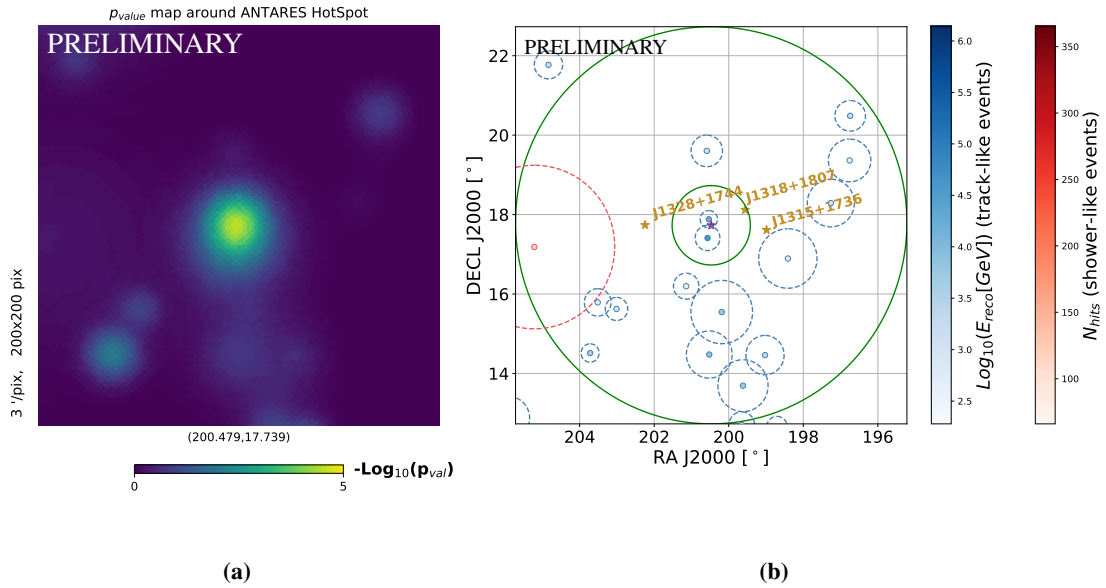 p_value map around ANTARES HotSpot
PRELIMINARY
3 '/pix, 200x200 pix
(200.479,17.739)
-Log10(p_val)
0
5
(a)
PRELIMINARY
DECL J2000 [°]
22
20
18
16
14
J1328+1744
J1318+1807
J1315+1736
204
202
200
198
196
RA J2000 [°]
6.0
5.5
5.0
4.5
4.0
3.5
3.0
2.5
Log10(E_reco[GeV]) (track-like events)
350
300
250
200
150
100
N_hits (shower-like events)
(b)